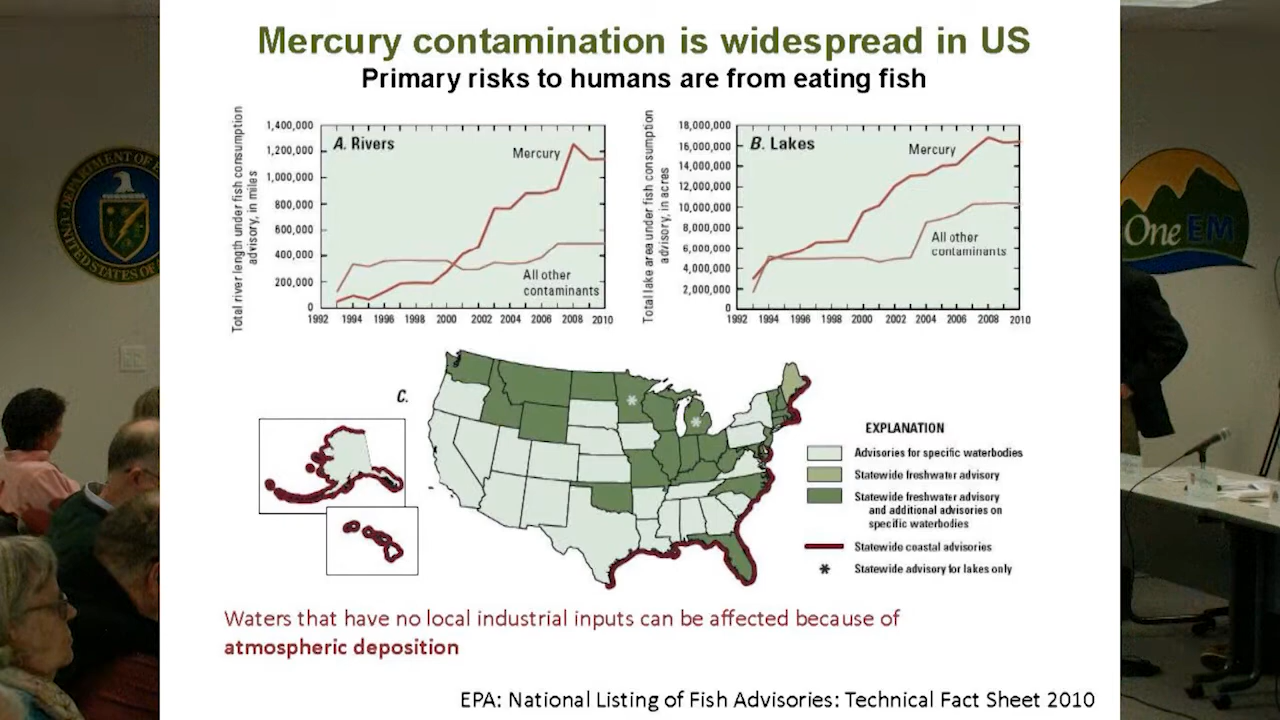 Mercury contamination is widespread in US
Primary risks to humans are from eating fish
Total river length under fish consumption
advisory, in miles
1,400,000
1,200,000
1,000,000
800,000
600,000
400,000
200,000
0
A. Rivers
Mercury
All other
contaminants
1992 1994 1996 1998 2000 2002 2004 2006 2008 2010
Total lake area under fish consumption
advisory, in acres
18,000,000
16,000,000
14,000,000
12,000,000
10,000,000
8,000,000
6,000,000
4,000,000
2,000,000
0
B. Lakes
Mercury
All other
contaminants
1992 1994 1996 1998 2000 2002 2004 2006 2008 2010
C.
*
*
EXPLANATION
Advisories for specific waterbodies
Statewide freshwater advisory
Statewide freshwater advisory
and additional advisories on
specific waterbodies
Statewide coastal advisories
* Statewide advisory for lakes only
Waters that have no local industrial inputs can be affected because of
atmospheric deposition
EPA: National Listing of Fish Advisories: Technical Fact Sheet 2010
DEPARTMENT OF
UNITED STATES OF
One EM